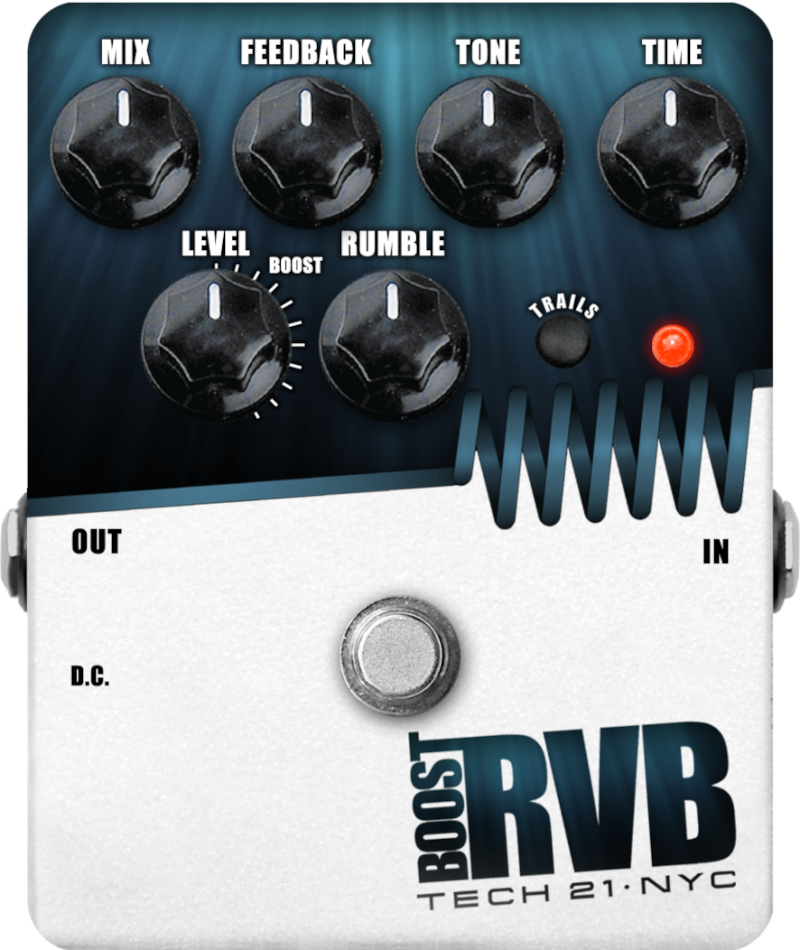 MIX FEEDBACK TONE TIME
LEVEL BOOST RUMBLE
TRAILS
OUT
IN
D.C.
BOOST RVB
TECH 21·NYC